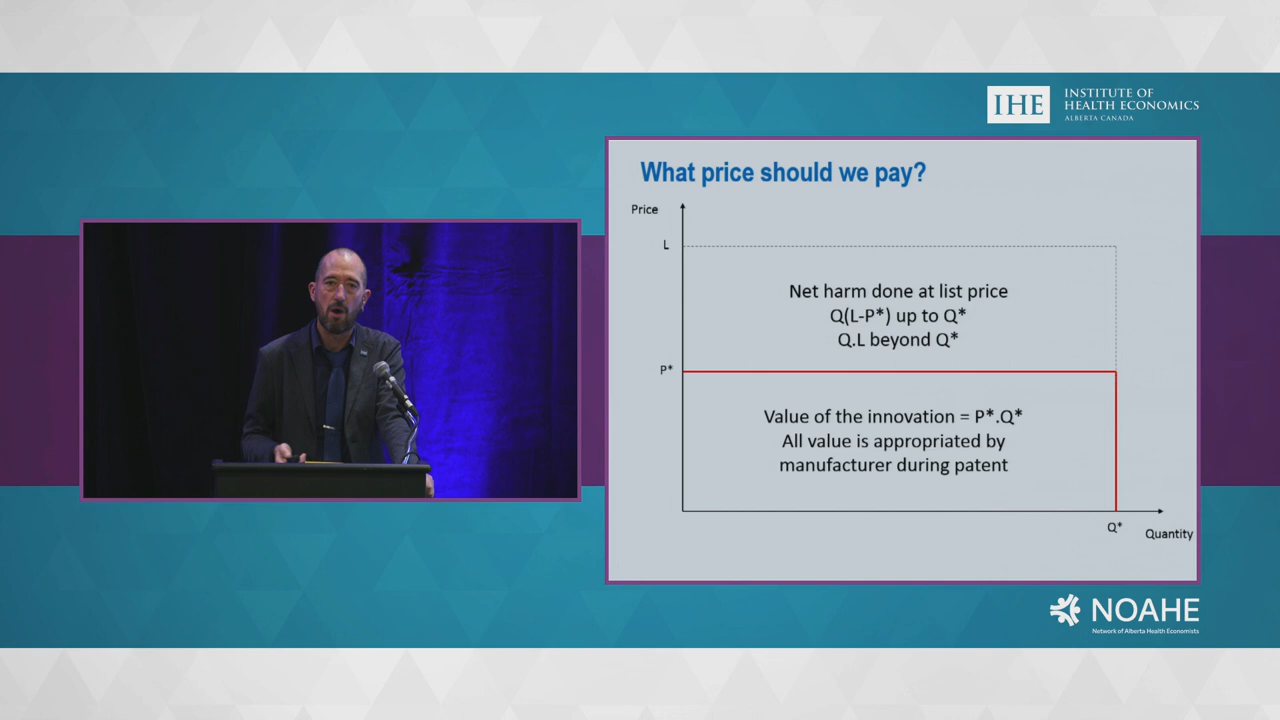 IHE
INSTITUTE OF
HEALTH ECONOMICS
ALBERTA CANADA
What price should we pay?
Price
L
Net harm done at list price
Q(L-P*) up to Q*
Q.L beyond Q*
P*
Value of the innovation = P*.Q*
All value is appropriated by
manufacturer during patent
Q*
Quantity
NOAHE
Network of Alberta Health Economists